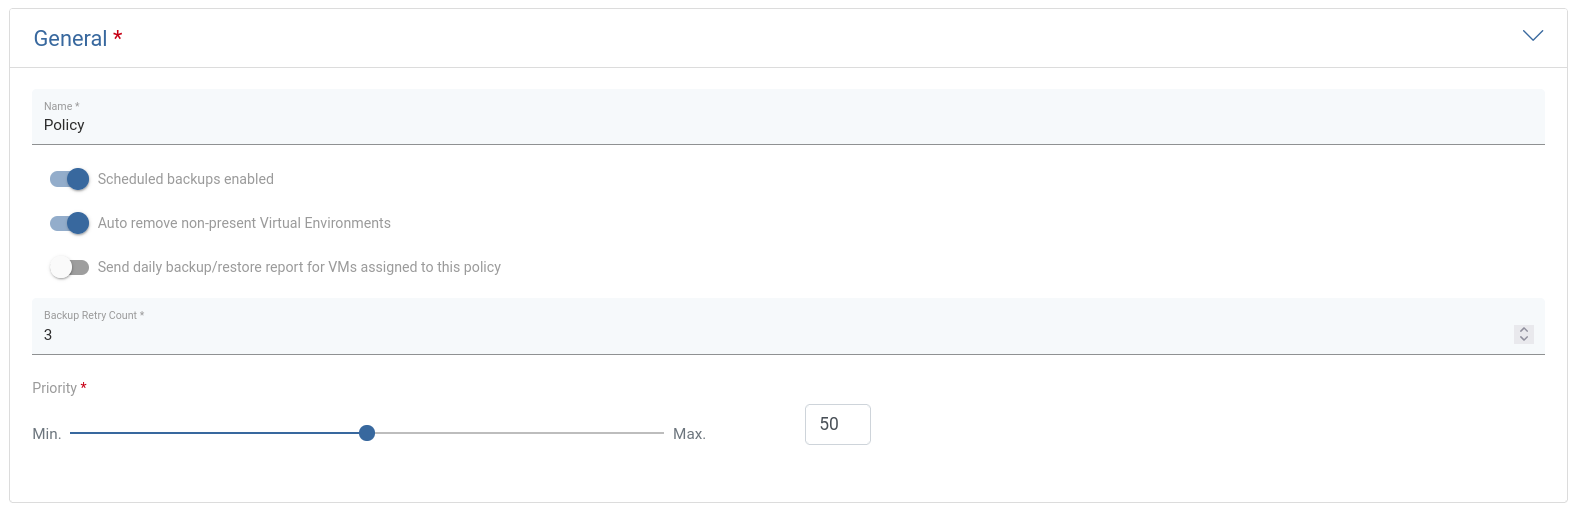 General *
Name *
Policy
Scheduled backups enabled
Auto remove non-present Virtual Environments
Send daily backup/restore report for VMs assigned to this policy
Backup Retry Count *
3
Priority *
Min. Max. 50